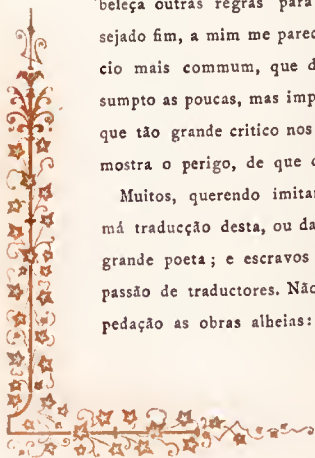 beleça outras regras para
sejado fim, a mim me parec
cio mais commum, que d
sumpto as poucas, mas imp
que tão grande critico nos
mostra o perigo, de que c
Muitos, querendo imitar
má traducção desta, ou da
grande poeta; e escravos
passão de traductores. Não
pedação as obras alheias: